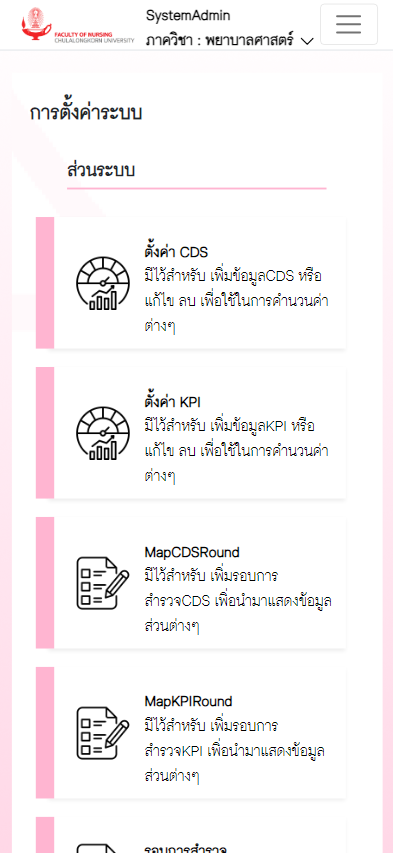 FACULTY OF NURSING
CHULALONGKORN UNIVERSITY
SystemAdmin
ภาควิชา : พยาบาลศาสตร์
การตั้งค่าระบบ
ส่วนระบบ
ตั้งค่า CDS
มีไว้สำหรับ เพิ่มข้อมูลCDS หรือ
แก้ไข ลบ เพื่อใช้ในการคำนวนค่า
ต่างๆ
ตั้งค่า KPI
มีไว้สำหรับ เพิ่มข้อมูลKPI หรือ
แก้ไข ลบ เพื่อใช้ในการคำนวนค่า
ต่างๆ
MapCDSRound
มีไว้สำหรับ เพิ่มรอบการ
สำรวจCDS เพื่อนำมาแสดงข้อมูล
ส่วนต่างๆ
MapKPIRound
มีไว้สำหรับ เพิ่มรอบการ
สำรวจKPI เพื่อนำมาแสดงข้อมูล
ส่วนต่างๆ
รอบการสำรวจ